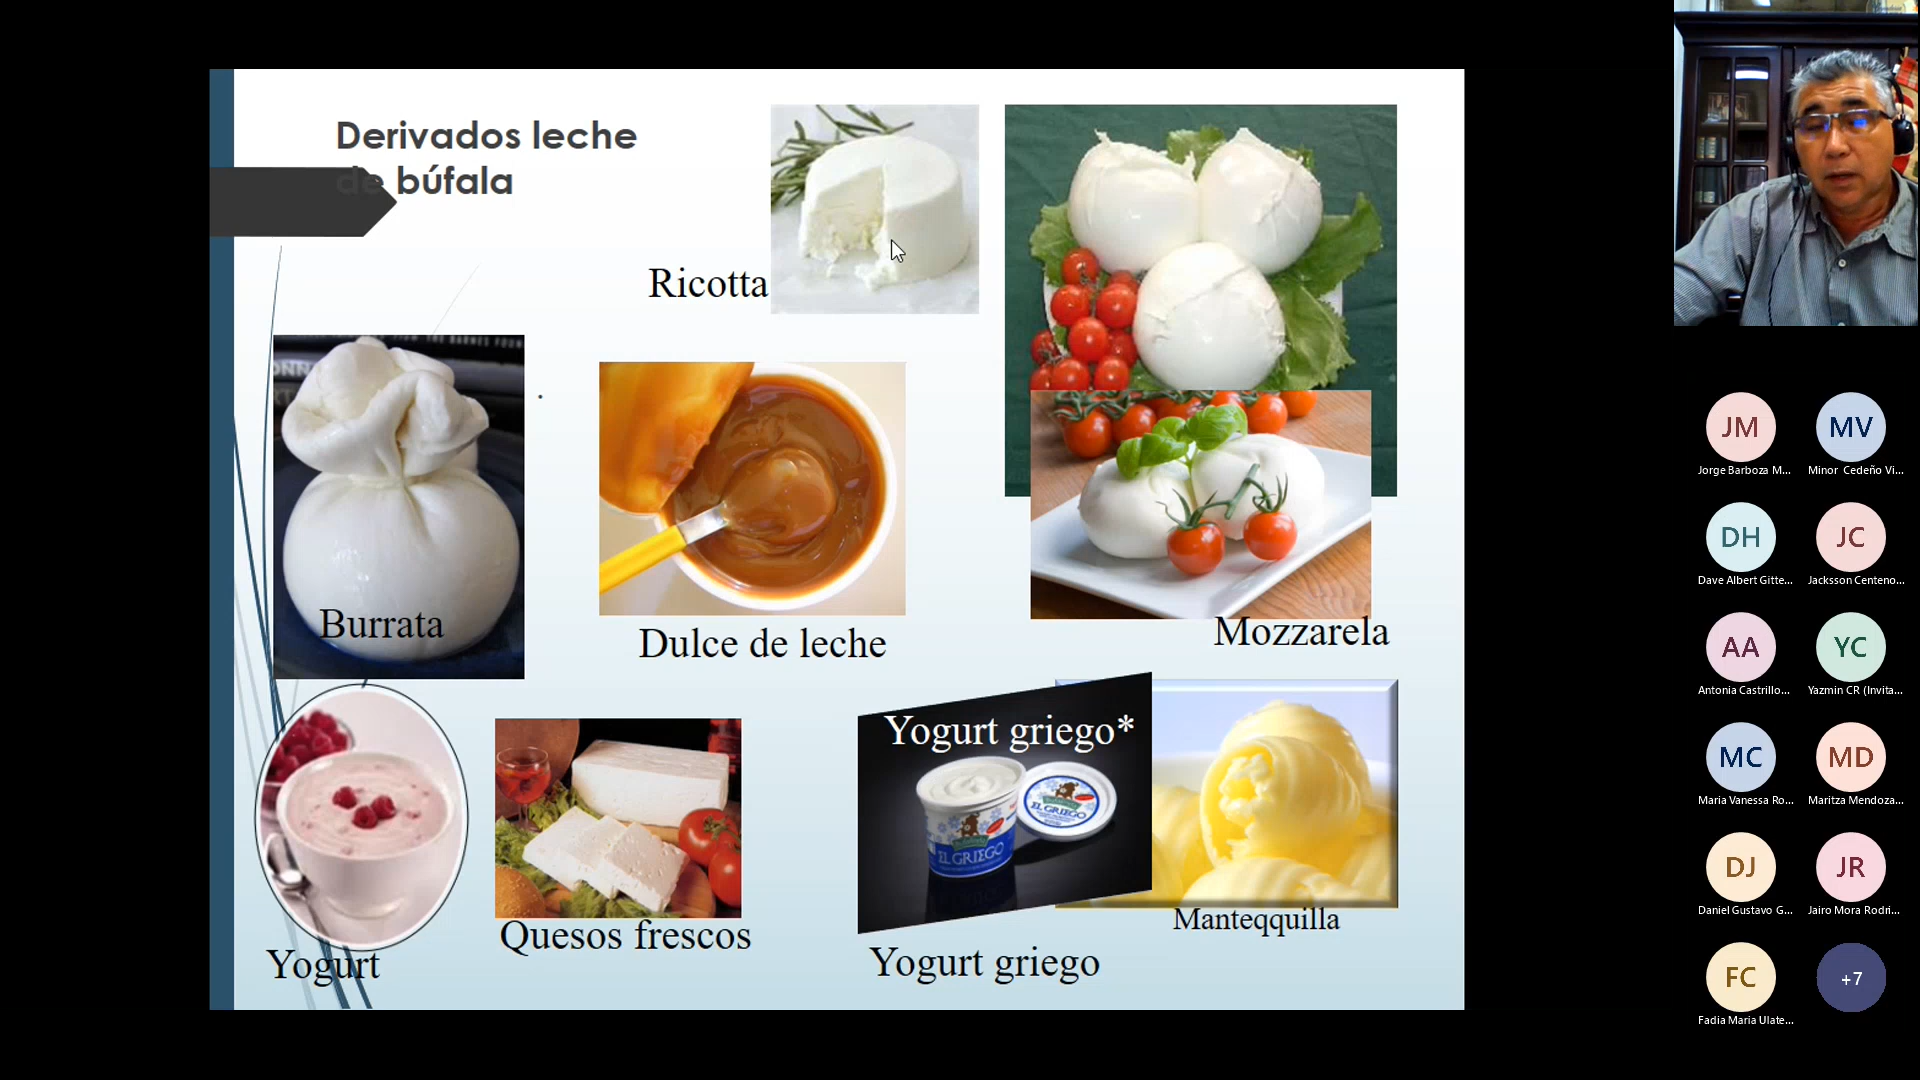 Derivados leche
de búfala
Ricotta
Burrata
Dulce de leche
Mozzarela
Yogurt griego*
EL GRIEGO
EL GRIEGO
Manteqquilla
Quesos frescos
Yogurt griego
Yogurt
JM
Jorge Barboza M...
MV
Minor Cedeño Vi...
DH
Dave Albert Gitte...
JC
Jacksson Centeno...
AA
Antonia Castrillo...
YC
Yazmin CR (Invita...
MC
Maria Vanessa Ro...
MD
Maritza Mendoza...
DJ
Daniel Gustavo G...
JR
Jairo Mora Rodri...
FC
Fadia Maria Ulate...
+7